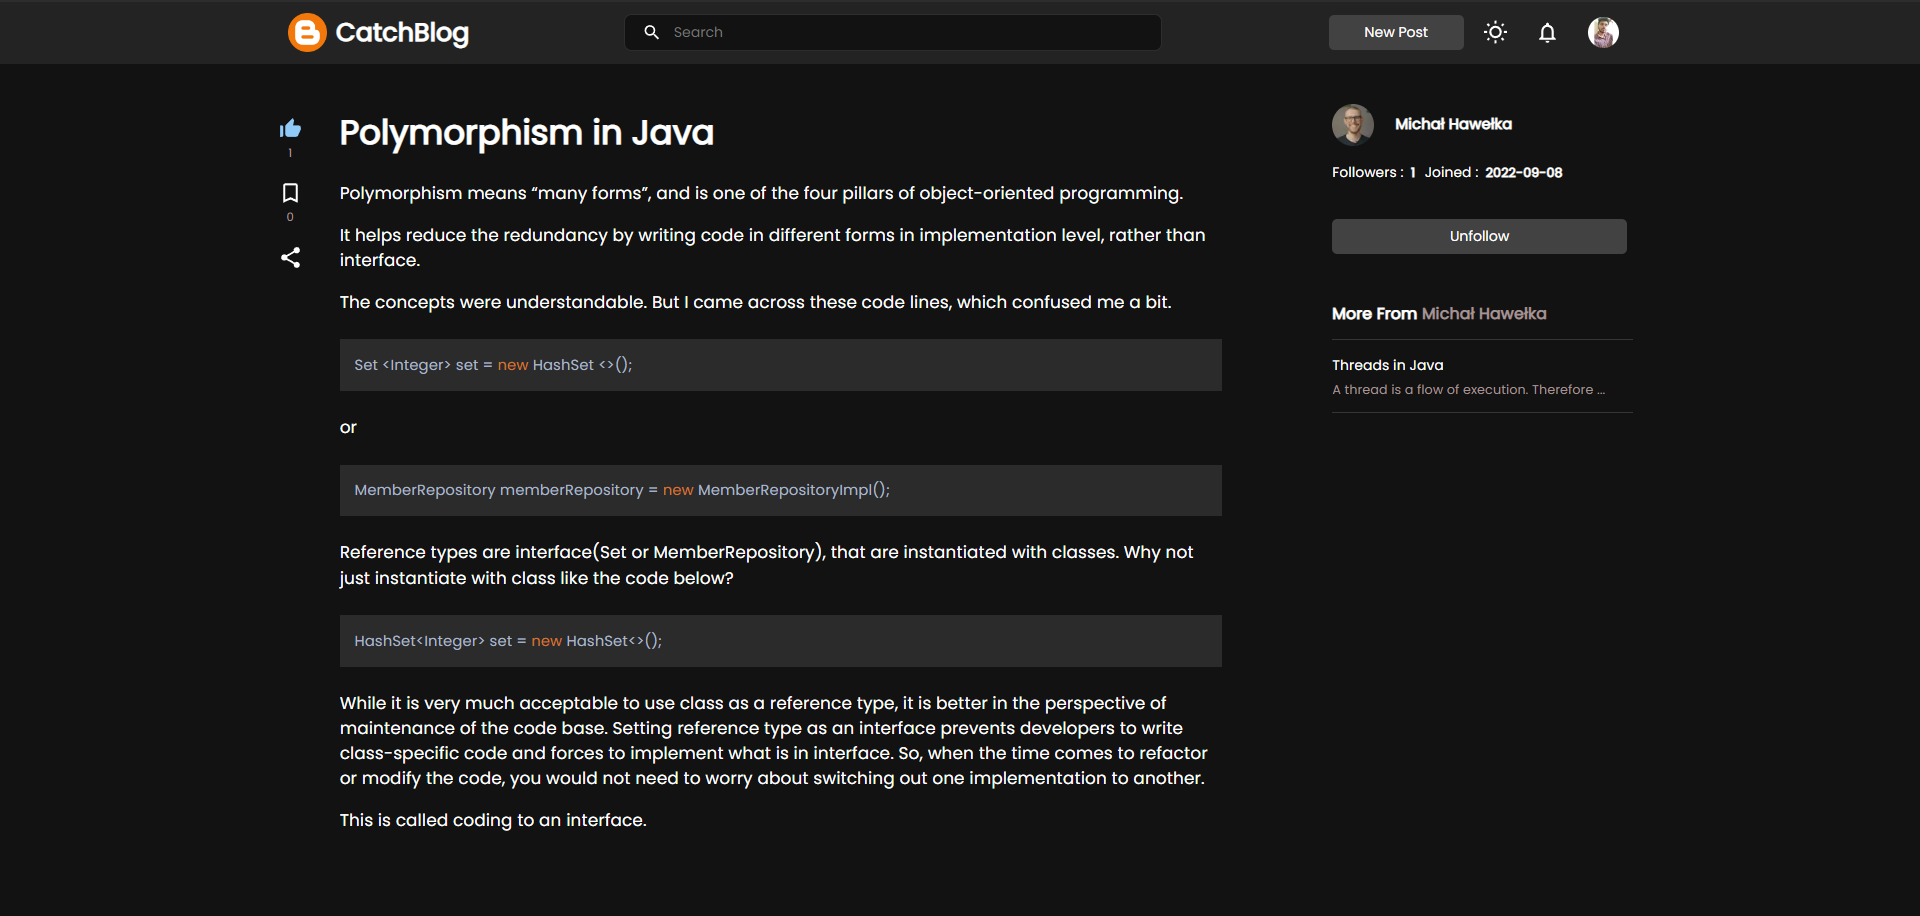 CatchBlog
Search
New Post
1
0
Polymorphism in Java
Polymorphism means “many forms”, and is one of the four pillars of object-oriented programming.
It helps reduce the redundancy by writing code in different forms in implementation level, rather than
interface.
The concepts were understandable. But I came across these code lines, which confused me a bit.
Set <Integer> set = new HashSet <>();
or
MemberRepository memberRepository = new MemberRepositoryImpl();
Reference types are interface(Set or MemberRepository), that are instantiated with classes. Why not
just instantiate with class like the code below?
HashSet<Integer> set = new HashSet<>();
While it is very much acceptable to use class as a reference type, it is better in the perspective of
maintenance of the code base. Setting reference type as an interface prevents developers to write
class-specific code and forces to implement what is in interface. So, when the time comes to refactor
or modify the code, you would not need to worry about switching out one implementation to another.
This is called coding to an interface.
Michał Hawełka
Followers : 1 Joined : 2022-09-08
Unfollow
More From Michał Hawełka
Threads in Java
A thread is a flow of execution. Therefore ...